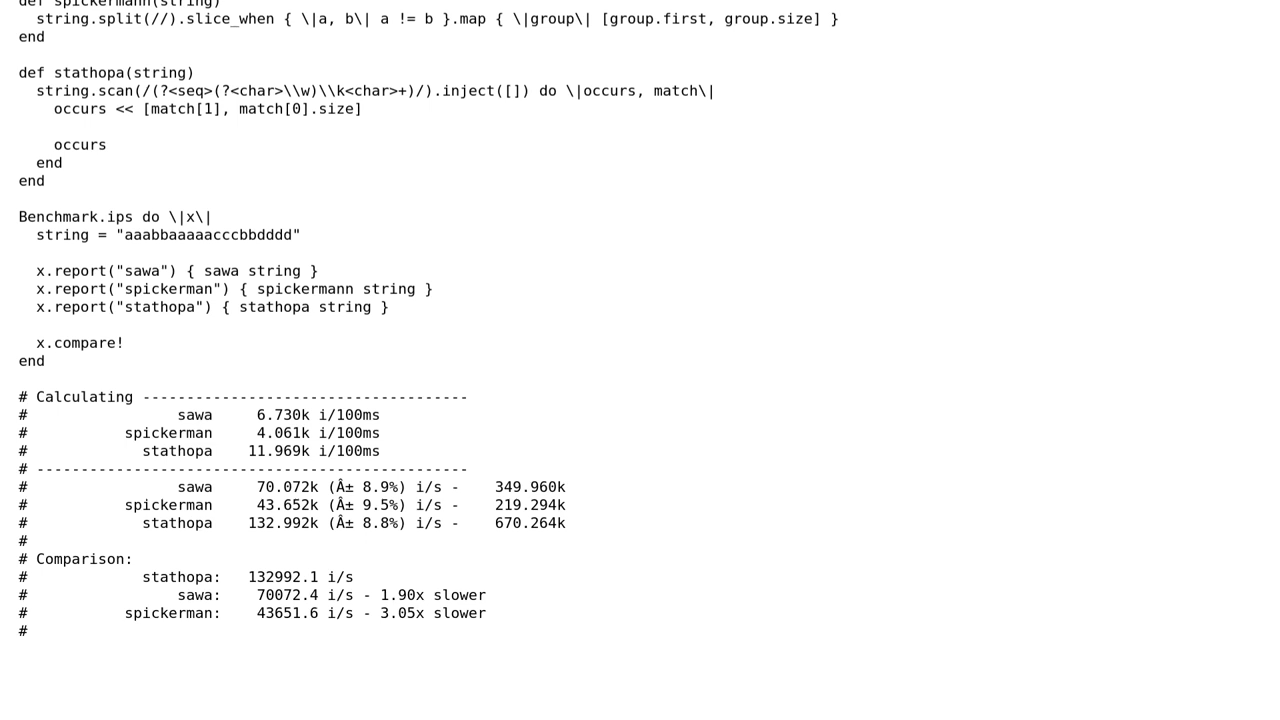 def spickermann(string)
  string.split(//).slice_when { \|a, b\| a != b }.map { \|group\| [group.first, group.size] }
end

def stathopa(string)
  string.scan(/(?<seq>(?<char>\\w)\\k<char>+)/).inject([]) do \|occurs, match\|
    occurs << [match[1], match[0].size]

    occurs
  end
end

Benchmark.ips do \|x\|
  string = "aaabbaaaaacccbbdddd"

  x.report("sawa") { sawa string }
  x.report("spickerman") { spickermann string }
  x.report("stathopa") { stathopa string }

  x.compare!
end

# Calculating -------------------------------------
#                 sawa     6.730k i/100ms
#           spickerman     4.061k i/100ms
#             stathopa    11.969k i/100ms
# -------------------------------------------------
#                 sawa     70.072k (Â± 8.9%) i/s -    349.960k
#           spickerman     43.652k (Â± 9.5%) i/s -    219.294k
#             stathopa    132.992k (Â± 8.8%) i/s -    670.264k
#
# Comparison:
#             stathopa:   132992.1 i/s
#                 sawa:    70072.4 i/s - 1.90x slower
#           spickerman:    43651.6 i/s - 3.05x slower
#